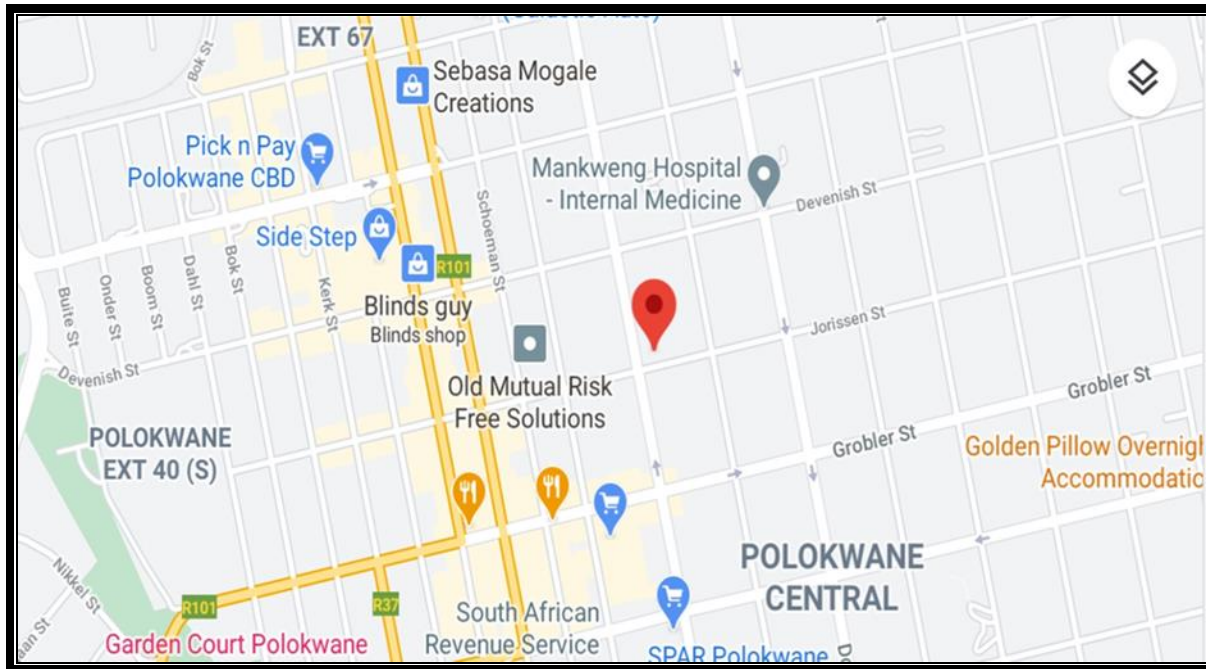 EXT 67
Bok St
Sebasa Mogale
Creations
Pick n Pay
Polokwane CBD
Mankweng Hospital
- Internal Medicine
Devenish St
Schoeman St
Side Step
R101
Bok St
Dahl St
Boom St
Onder St
Buite St
Kerk St
Blinds guy
Blinds shop
Jorissen St
Devenish St
Old Mutual Risk
Free Solutions
Grobler St
POLOKWANE
EXT 40 (S)
Grobler St
Golden Pillow Overnigh
Accommodatio
POLOKWANE
CENTRAL
Nikkel St
R101
R37
South African
Revenue Service
Garden Court Polokwane
SPAR Polokwane